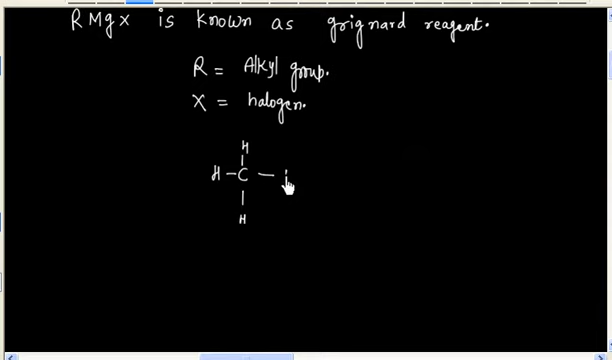 RMgx is known as grignard reagent.
R = Alkyl group.
X = halogen.
H
H-C-
H